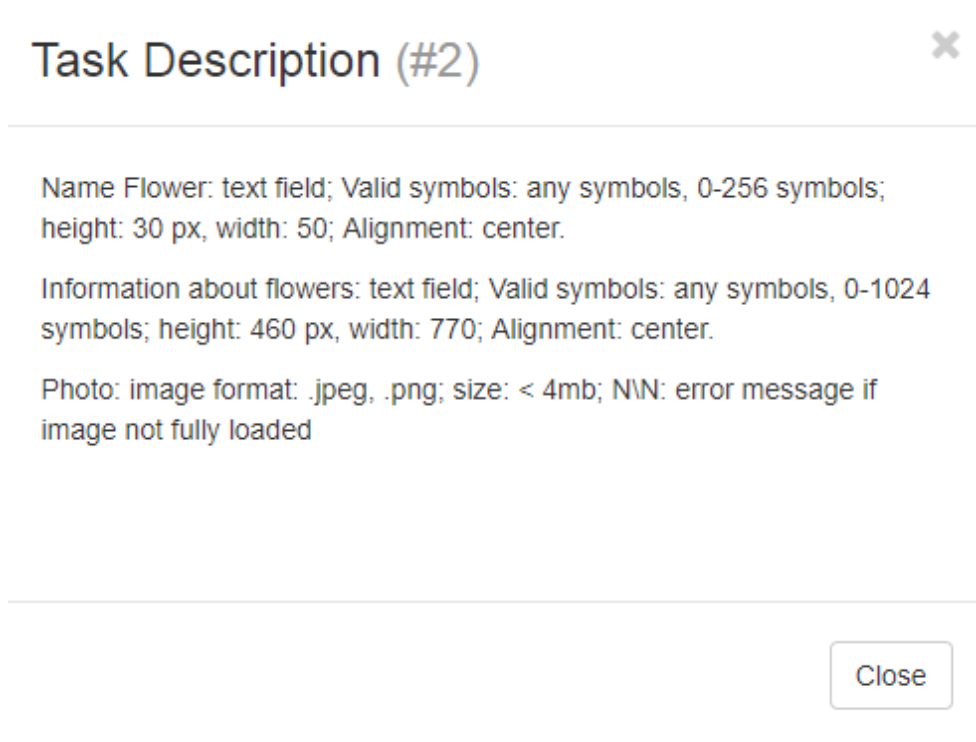 Task Description (#2)
Name Flower: text field; Valid symbols: any symbols, 0-256 symbols;
height: 30 px, width: 50; Alignment: center.
Information about flowers: text field; Valid symbols: any symbols, 0-1024
symbols; height: 460 px, width: 770; Alignment: center.
Photo: image format: .jpeg, .png; size: < 4mb; N\N: error message if
image not fully loaded
Close